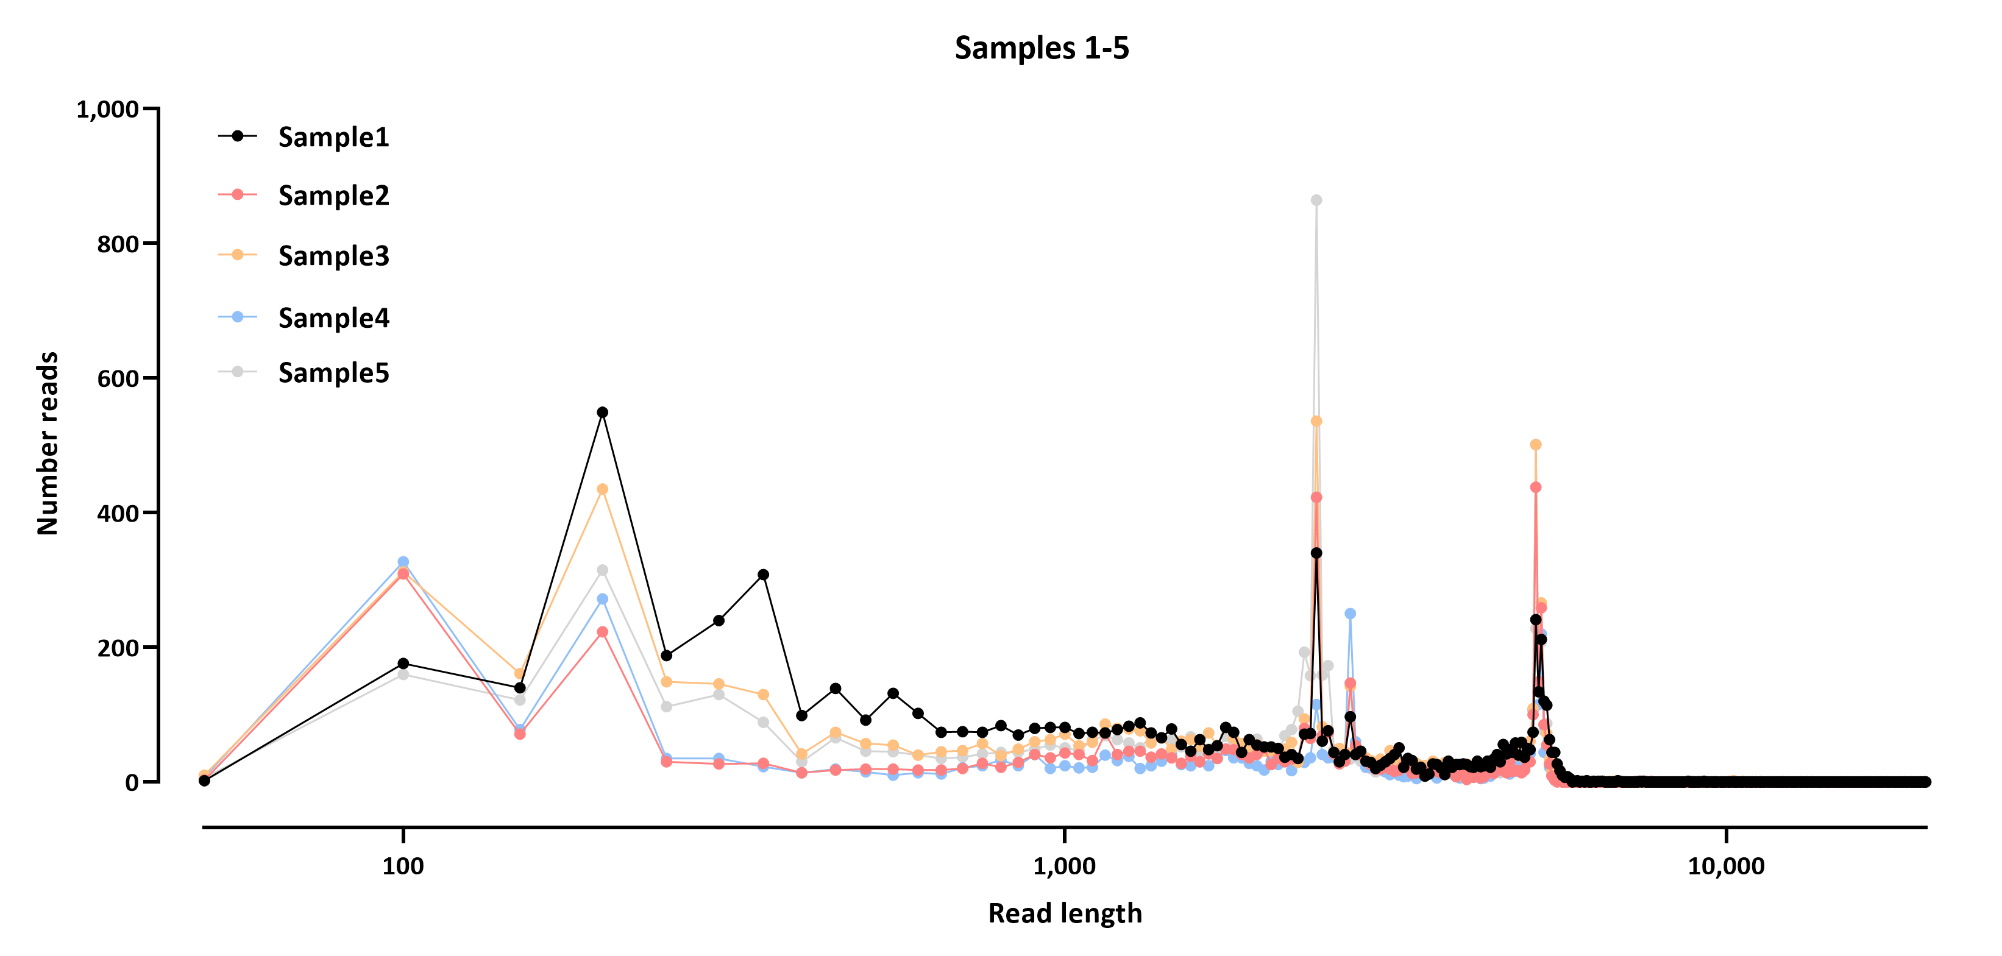 Samples 1-5
1,000
800
600
400
200
0
Number reads
Sample1
Sample2
Sample3
Sample4
Sample5
100
1,000
10,000
Read length